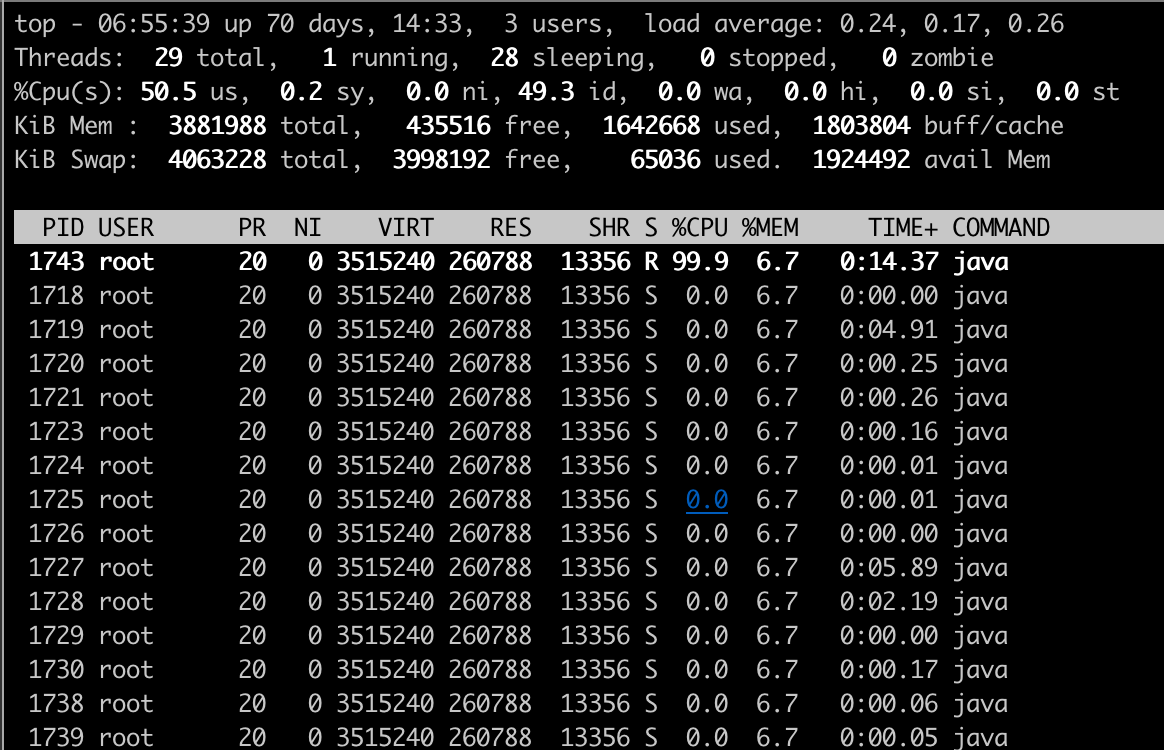 top - 06:55:39 up 70 days, 14:33,  3 users,  load average: 0.24, 0.17, 0.26
Threads:  29 total,   1 running,  28 sleeping,   0 stopped,   0 zombie
%Cpu(s): 50.5 us,  0.2 sy,  0.0 ni, 49.3 id,  0.0 wa,  0.0 hi,  0.0 si,  0.0 st
KiB Mem :  3881988 total,   435516 free,  1642668 used,  1803804 buff/cache
KiB Swap:  4063228 total,  3998192 free,    65036 used.  1924492 avail Mem
  PID USER      PR  NI    VIRT    RES    SHR S %CPU %MEM     TIME+ COMMAND
 1743 root      20   0 3515240 260788  13356 R 99.9  6.7   0:14.37 java
 1718 root      20   0 3515240 260788  13356 S  0.0  6.7   0:00.00 java
 1719 root      20   0 3515240 260788  13356 S  0.0  6.7   0:04.91 java
 1720 root      20   0 3515240 260788  13356 S  0.0  6.7   0:00.25 java
 1721 root      20   0 3515240 260788  13356 S  0.0  6.7   0:00.26 java
 1723 root      20   0 3515240 260788  13356 S  0.0  6.7   0:00.16 java
 1724 root      20   0 3515240 260788  13356 S  0.0  6.7   0:00.01 java
 1725 root      20   0 3515240 260788  13356 S  0.0  6.7   0:00.01 java
 1726 root      20   0 3515240 260788  13356 S  0.0  6.7   0:00.00 java
 1727 root      20   0 3515240 260788  13356 S  0.0  6.7   0:05.89 java
 1728 root      20   0 3515240 260788  13356 S  0.0  6.7   0:02.19 java
 1729 root      20   0 3515240 260788  13356 S  0.0  6.7   0:00.00 java
 1730 root      20   0 3515240 260788  13356 S  0.0  6.7   0:00.17 java
 1738 root      20   0 3515240 260788  13356 S  0.0  6.7   0:00.06 java
 1739 root      20   0 3515240 260788  13356 S  0.0  6.7   0:00.05 java